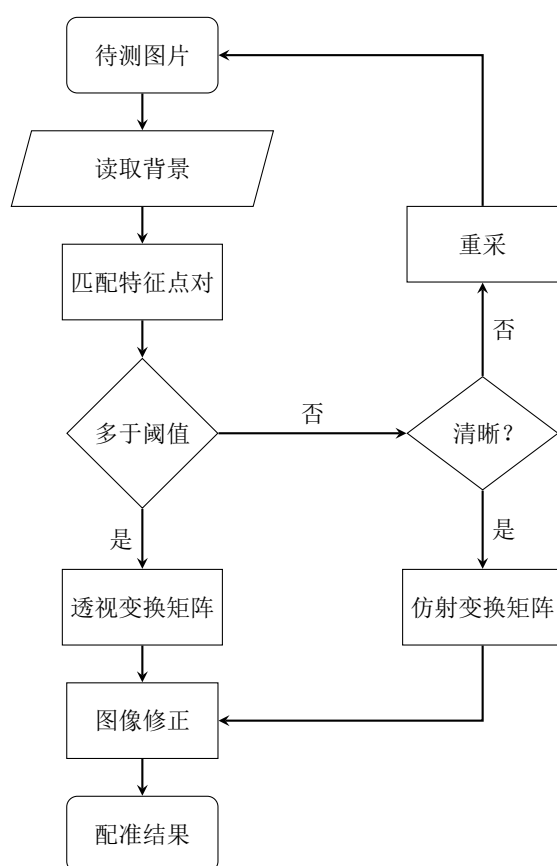 待测图片
读取背景
匹配特征点对
重采
否
多于阈值
否
清晰？
是
是
透视变换矩阵
仿射变换矩阵
图像修正
配准结果